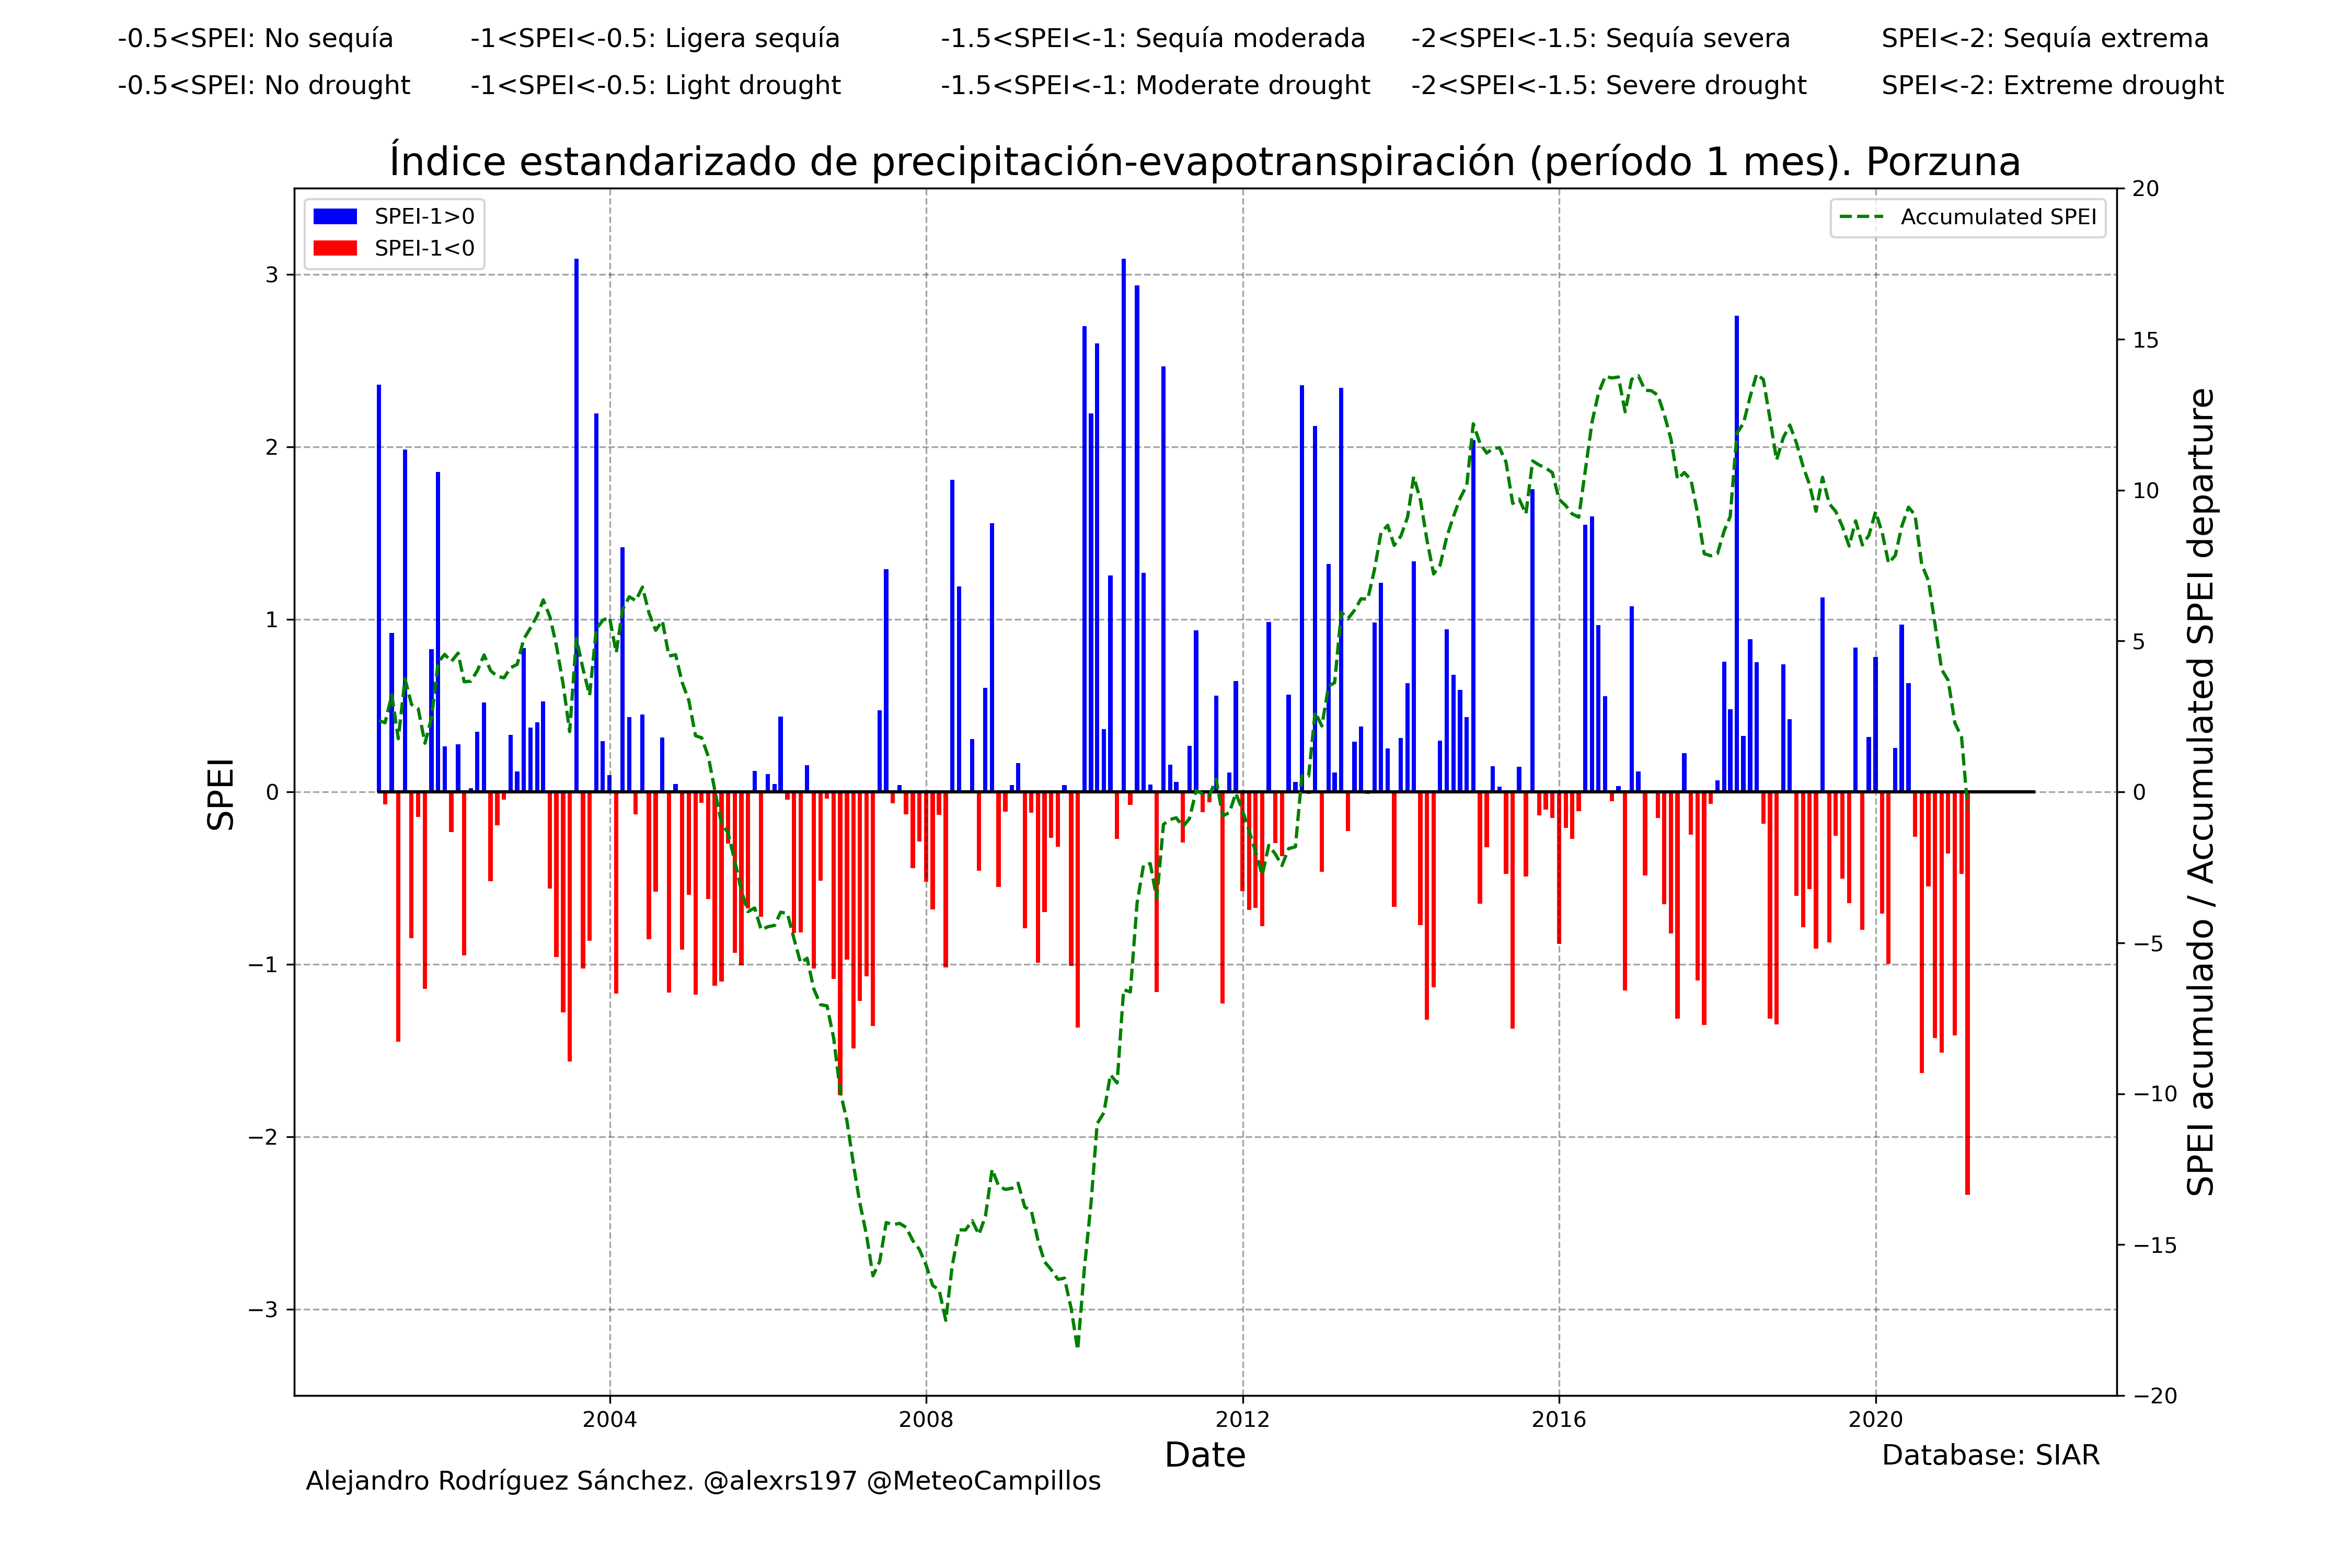 -0.5<SPEI: No sequía -1<SPEI<-0.5: Ligera sequía -1.5<SPEI<-1: Sequía moderada -2<SPEI<-1.5: Sequía severa SPEI<-2: Sequía extrema
-0.5<SPEI: No drought -1<SPEI<-0.5: Light drought -1.5<SPEI<-1: Moderate drought -2<SPEI<-1.5: Severe drought SPEI<-2: Extreme drought
Índice estandarizado de precipitación-evapotranspiración (período 1 mes). Porzuna
SPEI-1>0
SPEI-1<0
Accumulated SPEI
SPEI
3
2
1
0
−1
−2
−3
20
15
10
5
0
−5
−10
−15
−20
SPEI acumulado / Accumulated SPEI departure
2004 2008 2012 2016 2020
Date
Database: SIAR
Alejandro Rodríguez Sánchez. @alexrs197 @MeteoCampillos